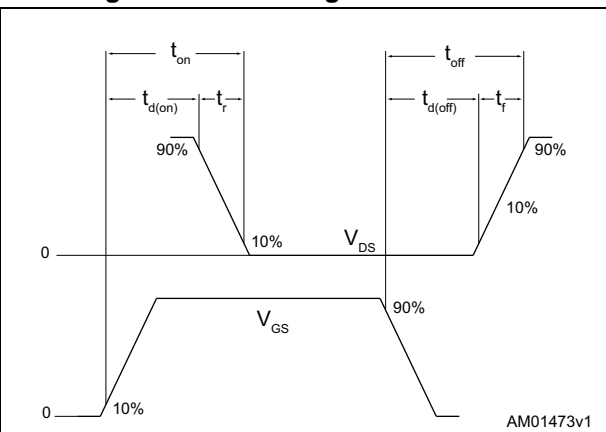 t_on t_off
t_d(on) t_r t_d(off) t_f
90% 90%
10%
10% V_DS
0
90%
V_GS
0 10%
AM01473v1